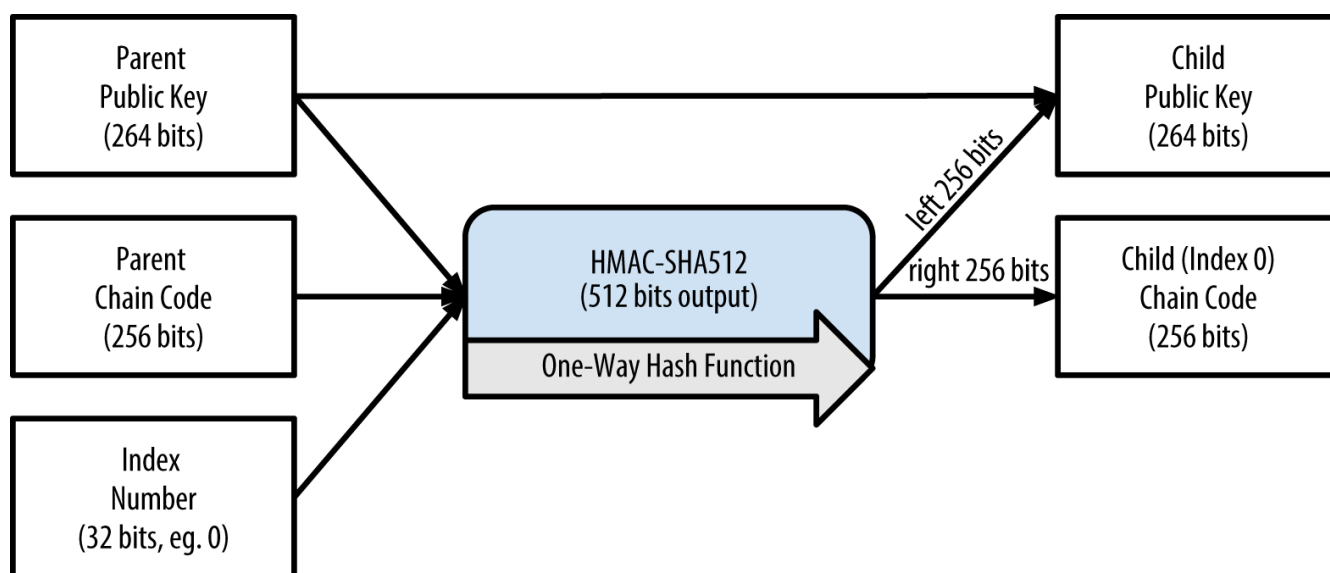 Parent
Public Key
(264 bits)
Parent
Chain Code
(256 bits)
Index
Number
(32 bits, eg. 0)
HMAC-SHA512
(512 bits output)
One-Way Hash Function
left 256 bits
right 256 bits
Child
Public Key
(264 bits)
Child (Index 0)
Chain Code
(256 bits)